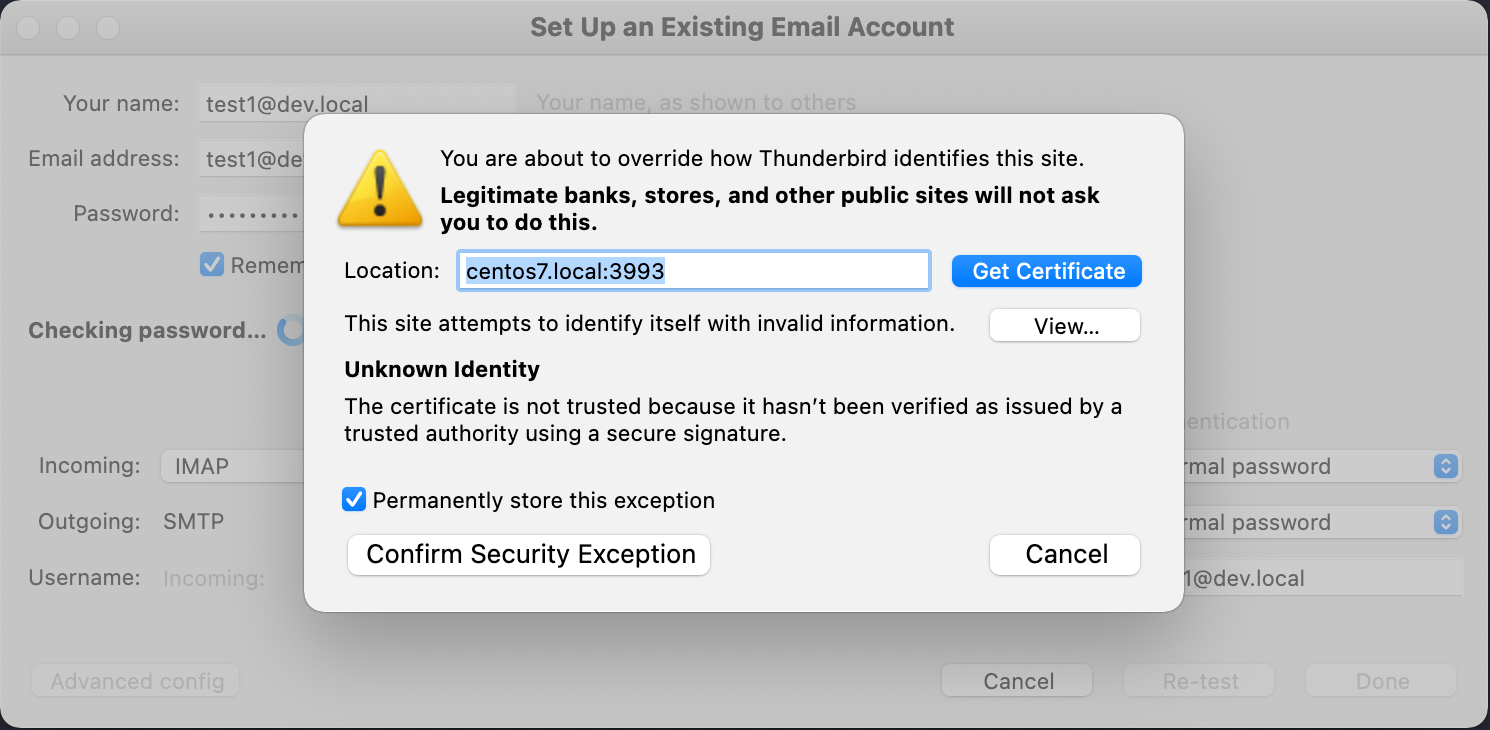 Set Up an Existing Email Account
Your name: test1@dev.local Your name, as shown to others
Email address: test1@de
Password: •••••••••
Remem
Checking password...
You are about to override how Thunderbird identifies this site.
Legitimate banks, stores, and other public sites will not ask
you to do this.
Location: centos7.local:3993 Get Certificate
This site attempts to identify itself with invalid information. View...
Unknown Identity
The certificate is not trusted because it hasn’t been verified as issued by a
trusted authority using a secure signature.
Permanently store this exception
Confirm Security Exception Cancel
entication
Incoming: IMAP rmal password
Outgoing: SMTP rmal password
Username: Incoming: 1@dev.local
Advanced config Cancel Re-test Done